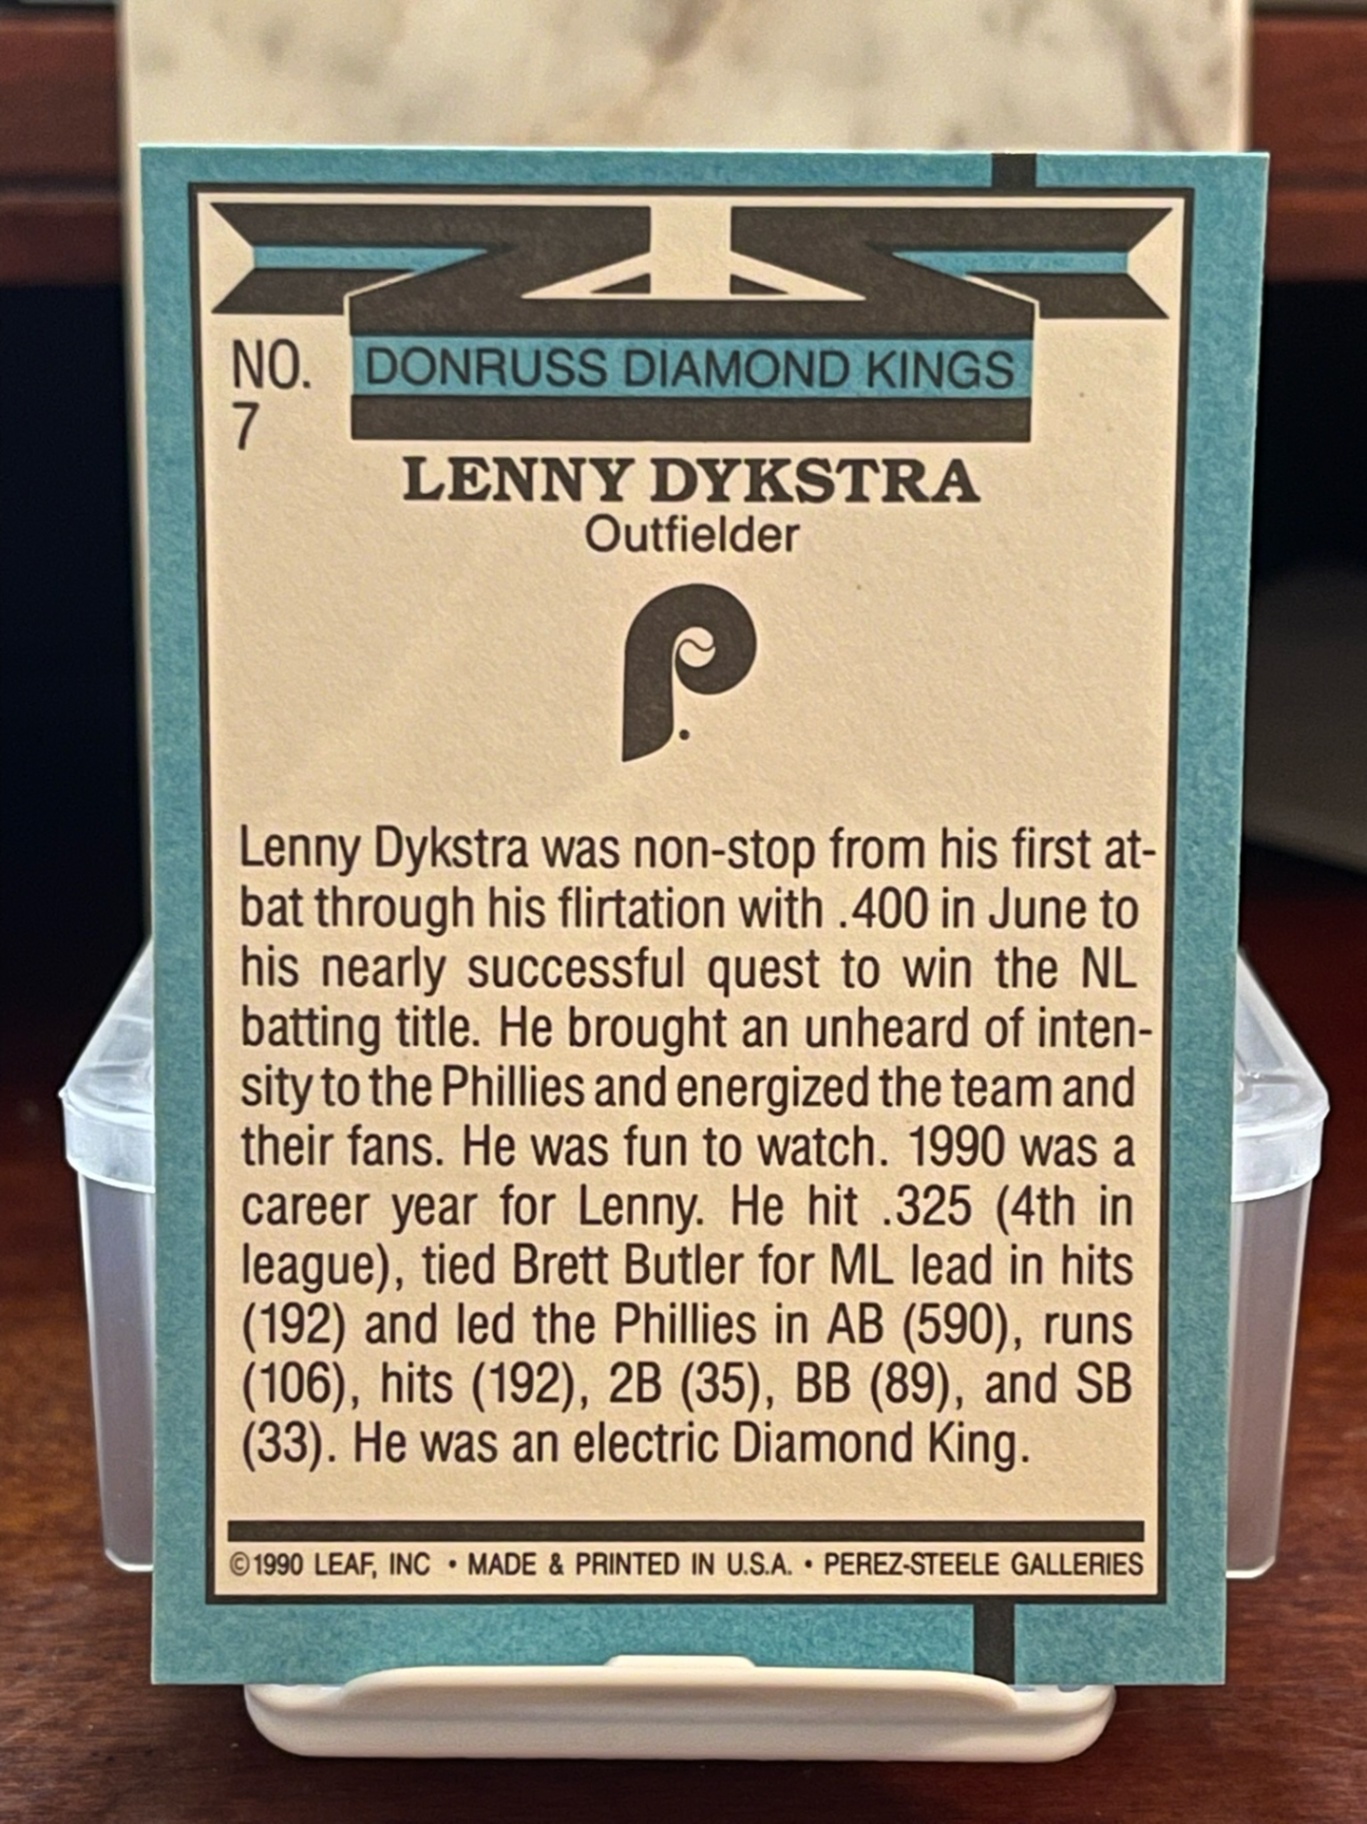 NO.
7
DONRUSS DIAMOND KINGS
LENNY DYKSTRA
Outfielder
P
Lenny Dykstra was non-stop from his first at-
bat through his flirtation with .400 in June to
his nearly successful quest to win the NL
batting title. He brought an unheard of inten-
sity to the Phillies and energized the team and
their fans. He was fun to watch. 1990 was a
career year for Lenny. He hit .325 (4th in
league), tied Brett Butler for ML lead in hits
(192) and led the Phillies in AB (590), runs
(106), hits (192), 2B (35), BB (89), and SB
(33). He was an electric Diamond King.
©1990 LEAF, INC • MADE & PRINTED IN U.S.A. • PEREZ-STEELE GALLERIES